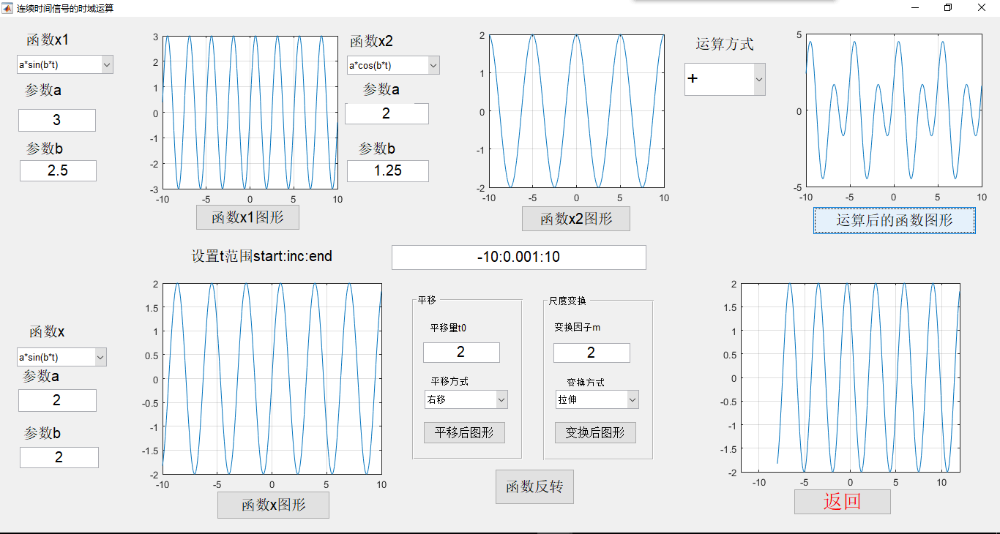 连续时间信号的时域运算
函数x1
a*sin(b*t)
参数a
3
参数b
2.5
3
2
1
0
-1
-2
-3
-10 -5 0 5 10
函数x1图形
函数x2
a*cos(b*t)
参数a
2
参数b
1.25
2
1
0
-1
-2
-10 -5 0 5 10
函数x2图形
运算方式
+
5
0
-5
-10 -5 0 5 10
运算后的函数图形
设置t范围start:inc:end
-10:0.001:10
函数x
a*sin(b*t)
参数a
2
参数b
2
2
1.5
1
0.5
0
-0.5
-1
-1.5
-2
-10 -5 0 5 10
函数x图形
平移
平移量t0
2
平移方式
右移
平移后图形
尺度变换
变换因子m
2
变换方式
拉伸
变换后图形
函数反转
2
1.5
1
0.5
0
-0.5
-1
-1.5
-2
-10 -5 0 5 10
返回